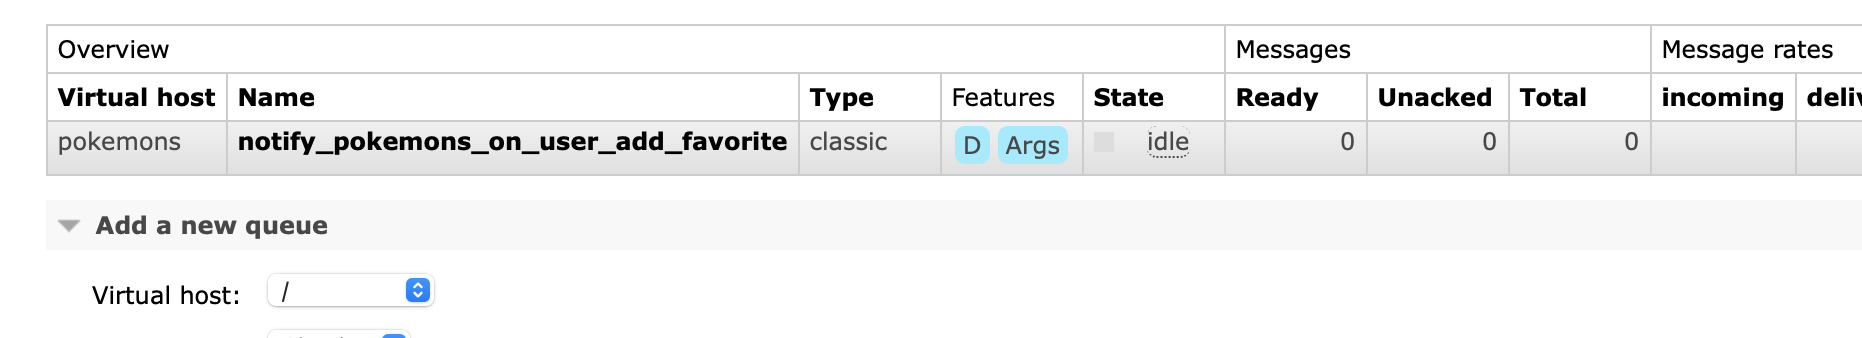 Overview Messages Message rates
Virtual host Name Type Features State Ready Unacked Total incoming
pokemons notify_pokemons_on_user_add_favorite classic D Args idle 0 0 0
Add a new queue
Virtual host: /